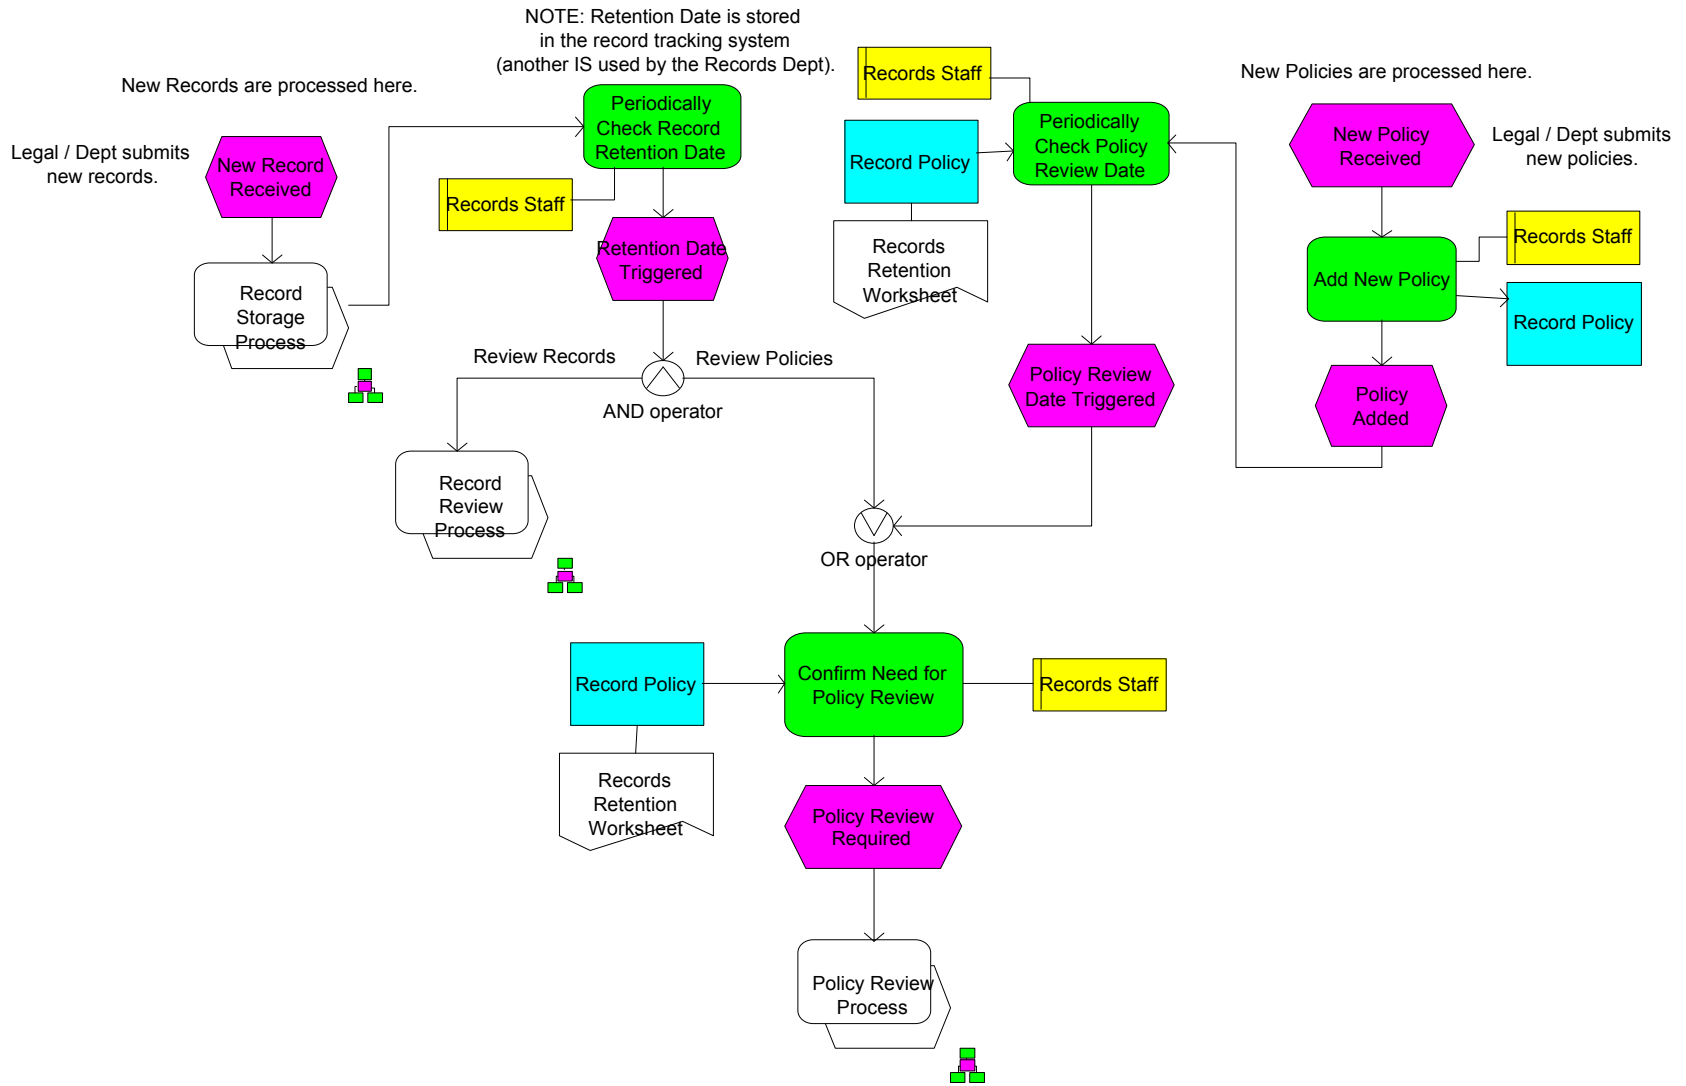 NOTE: Retention Date is stored
in the record tracking system
(another IS used by the Records Dept).
New Records are processed here.
Legal / Dept submits
new records.
New Record
Received
Record
Storage
Process
Periodically
Check Record
Retention Date
Records Staff
Retention Date
Triggered
Review Records
Review Policies
AND operator
Record
Review
Process
Records Staff
Record Policy
Records
Retention
Worksheet
Periodically
Check Policy
Review Date
Policy Review
Date Triggered
New Policies are processed here.
New Policy
Received
Legal / Dept submits
new policies.
Records Staff
Add New Policy
Record Policy
Policy
Added
OR operator
Record Policy
Records
Retention
Worksheet
Confirm Need for
Policy Review
Records Staff
Policy Review
Required
Policy Review
Process